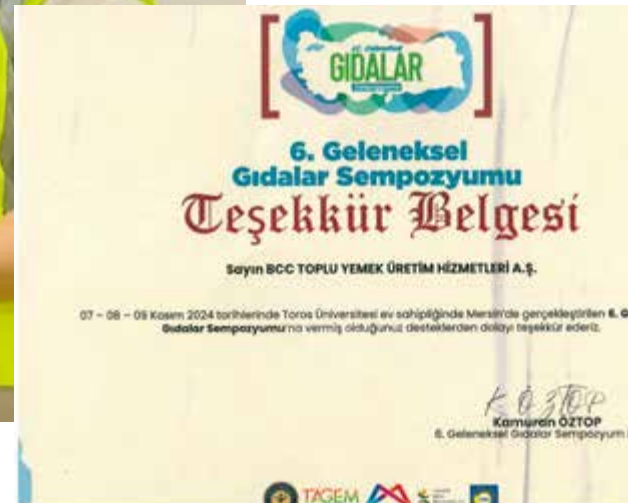 GIDALAR
6. Geleneksel
Gıdalar Sempozyumu
Teşekkür Belgesi
Sayın BCC TOPLU YEMEK ÜRETİM HİZMETLERİ A.Ş.
07 - 08 - 09 Kasım 2024 tarihlerinde Toros Üniversitesi ev sahipliğinde Mersin'de gerçekleştirilen 6. G
Gıdalar Sempozyumu'na vermiş olduğunuz desteklerden dolayı teşekkür ederiz.
K ÖZTOP
Kamuran ÖZTOP
6. Geleneksel Gıdalar Sempozyum
TAGEM